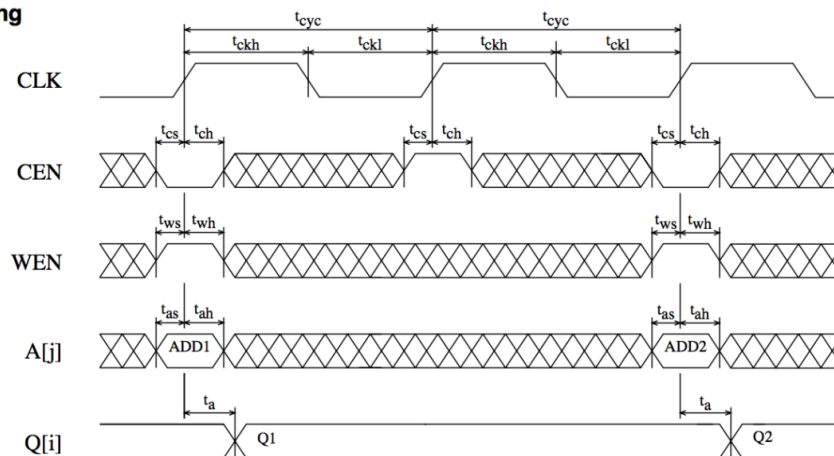 ng
tcyc tcyc
tckh tckl tckh tckl
CLK
tcs tch tcs tch tcs tch
CEN
tws twh tws twh
WEN
tas tah tas tah
A[j] ADD1 ADD2
ta ta
Q[i] Q1 Q2